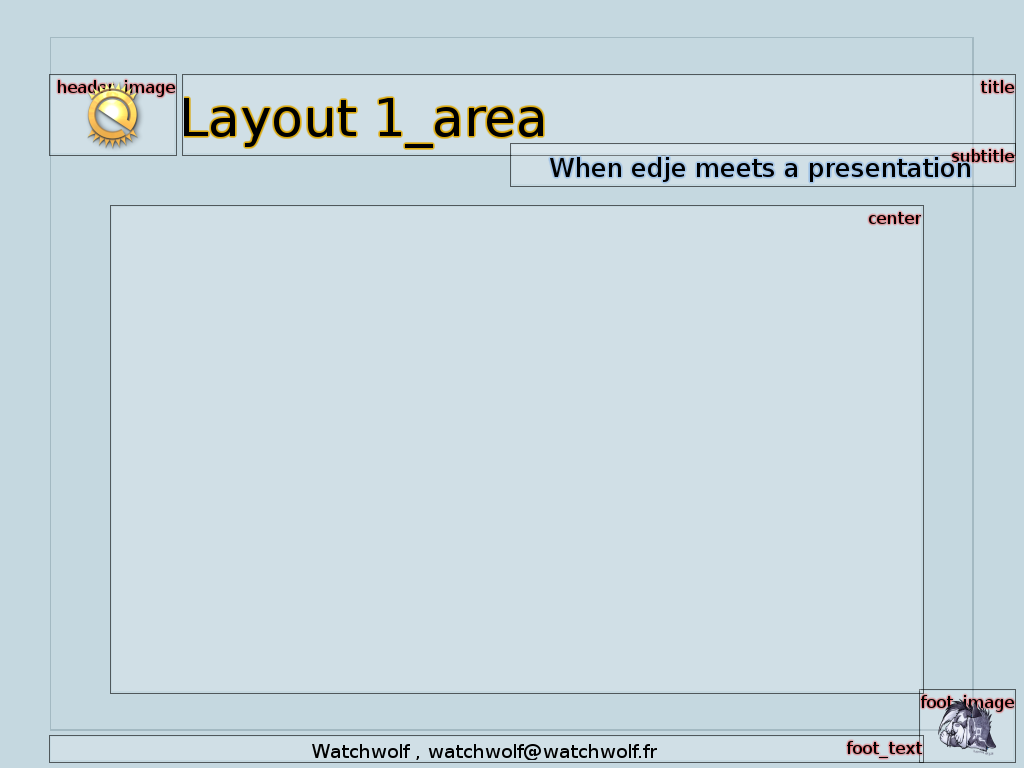 header_image
title
Layout 1_area
subtitle
When edje meets a presentation
center
foot_image
foot_text
Watchwolf , watchwolf@watchwolf.fr